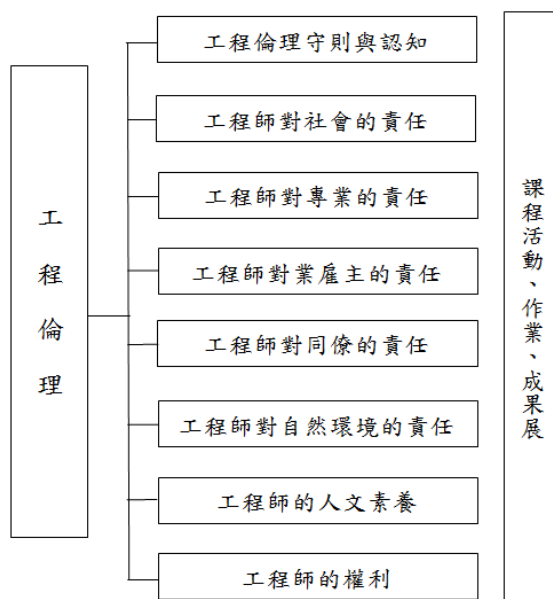 工程倫理
工程倫理守則與認知
工程師對社會的責任
工程師對專業的責任
工程師對業雇主的責任
工程師對同僚的責任
工程師對自然環境的責任
工程師的人文素養
工程師的權利
課程活動、作業、成果展